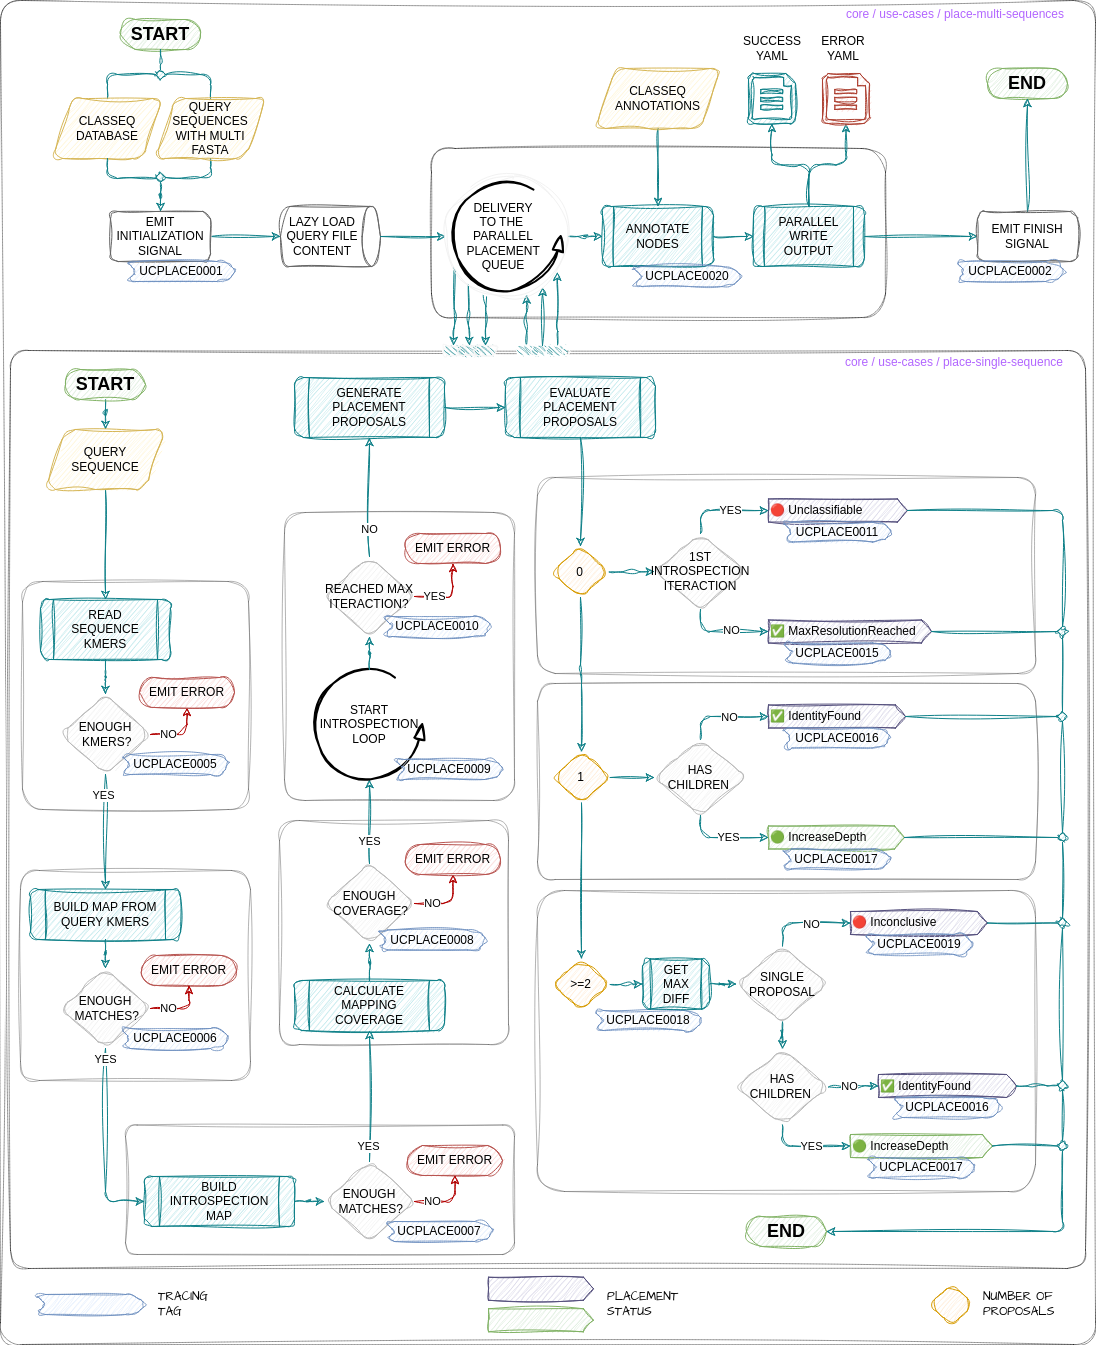 core / use-cases / place-multi-sequences
START
CLASSEQ
DATABASE
QUERY
SEQUENCES
WITH MULTI
FASTA
EMIT
INITIALIZATION
SIGNAL
UCPLACE0001
LAZY LOAD
QUERY FILE
CONTENT
DELIVERY
TO THE
PARALLEL
PLACEMENT
QUEUE
CLASSEQ
ANNOTATIONS
ANNOTATE
NODES
UCPLACE0020
SUCCESS
YAML
ERROR
YAML
PARALLEL
WRITE
OUTPUT
END
EMIT FINISH
SIGNAL
UCPLACE0002
core / use-cases / place-single-sequence
START
QUERY
SEQUENCE
READ
SEQUENCE
KMERS
EMIT ERROR
ENOUGH
KMERS?
NO
UCPLACE0005
YES
BUILD MAP FROM
QUERY KMERS
EMIT ERROR
ENOUGH
MATCHES?
NO
UCPLACE0006
YES
BUILD
INTROSPECTION
MAP
EMIT ERROR
ENOUGH
MATCHES?
NO
UCPLACE0007
YES
CALCULATE
MAPPING
COVERAGE
EMIT ERROR
ENOUGH
COVERAGE?
NO
UCPLACE0008
YES
START
INTROSPECTION
LOOP
UCPLACE0009
EMIT ERROR
REACHED MAX
ITERACTION?
YES
UCPLACE0010
NO
GENERATE
PLACEMENT
PROPOSALS
EVALUATE
PLACEMENT
PROPOSALS
0
1ST
INTROSPECTION
ITERACTION
YES
Unclassifiable
UCPLACE0011
NO
MaxResolutionReached
UCPLACE0015
1
HAS
CHILDREN
NO
IdentityFound
UCPLACE0016
YES
IncreaseDepth
UCPLACE0017
>=2
GET
MAX
DIFF
UCPLACE0018
SINGLE
PROPOSAL
NO
Inconclusive
UCPLACE0019
HAS
CHILDREN
NO
IdentityFound
UCPLACE0016
YES
IncreaseDepth
UCPLACE0017
END
TRACING
TAG
PLACEMENT
STATUS
NUMBER OF
PROPOSALS